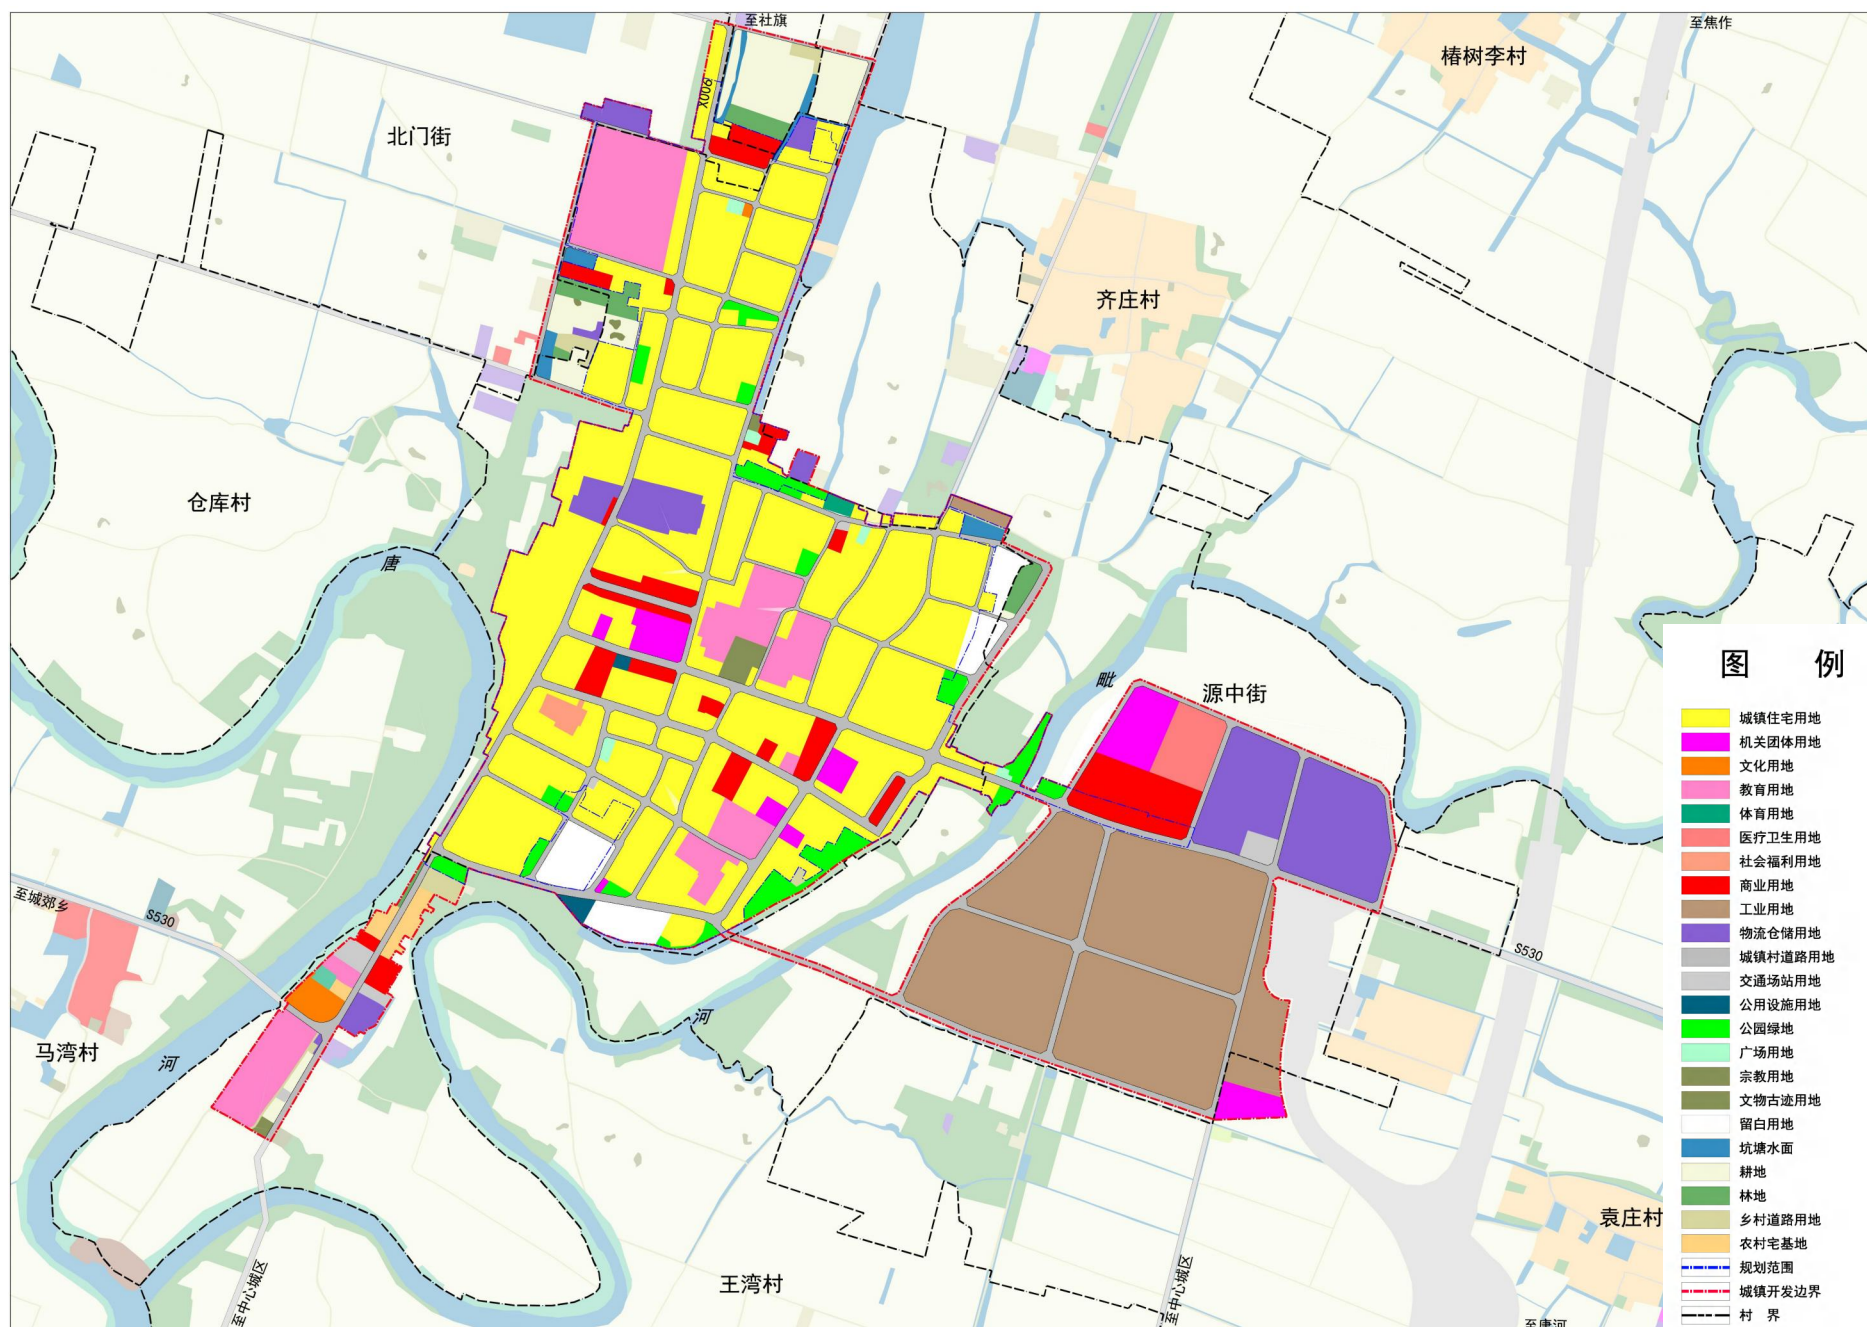 至社旗
至焦作
椿树李村
X006
北门街
齐庄村
仓库村
唐
毗
源中街
至城郊乡
S530
S530
马湾村
河
河
袁庄村
王湾村
至中心城区
至中心城区
至唐河
图 例
城镇住宅用地
机关团体用地
文化用地
教育用地
体育用地
医疗卫生用地
社会福利用地
商业用地
工业用地
物流仓储用地
城镇村道路用地
交通场站用地
公用设施用地
公园绿地
广场用地
宗教用地
文物古迹用地
留白用地
坑塘水面
耕地
林地
乡村道路用地
农村宅基地
规划范围
城镇开发边界
村 界